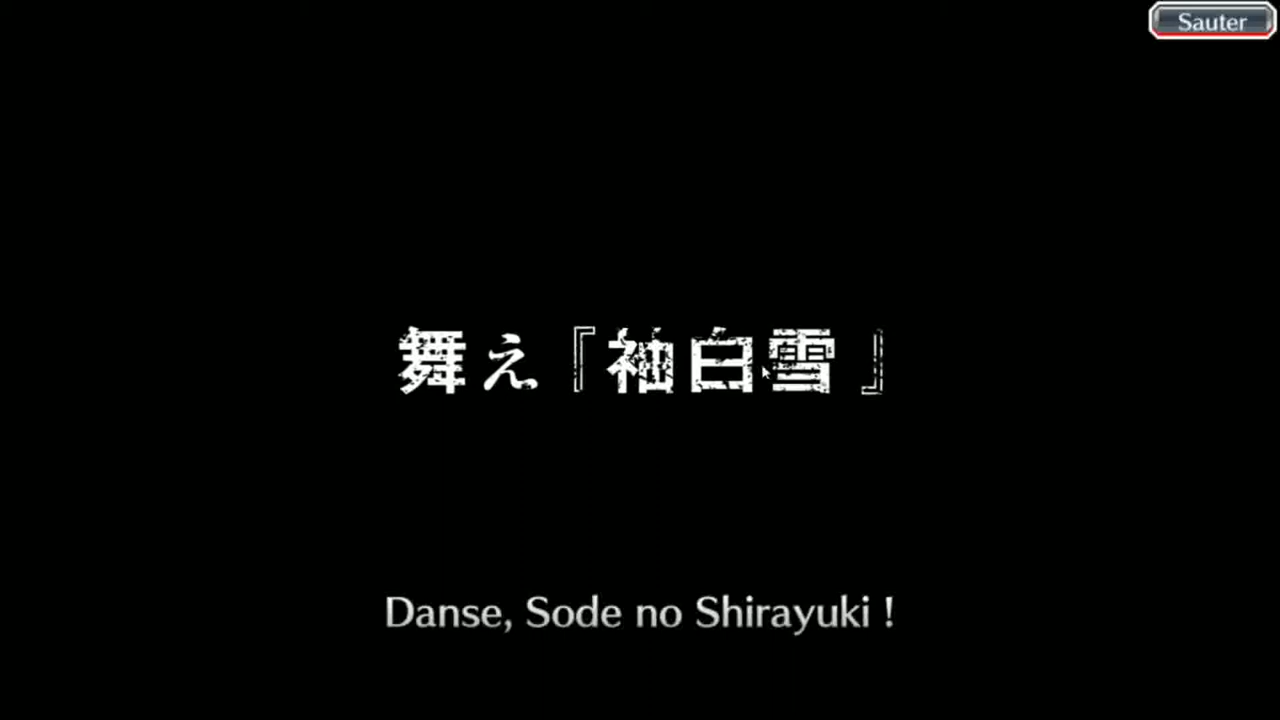 Sauter
舞え『袖白雪』
Danse, Sode no Shirayuki !